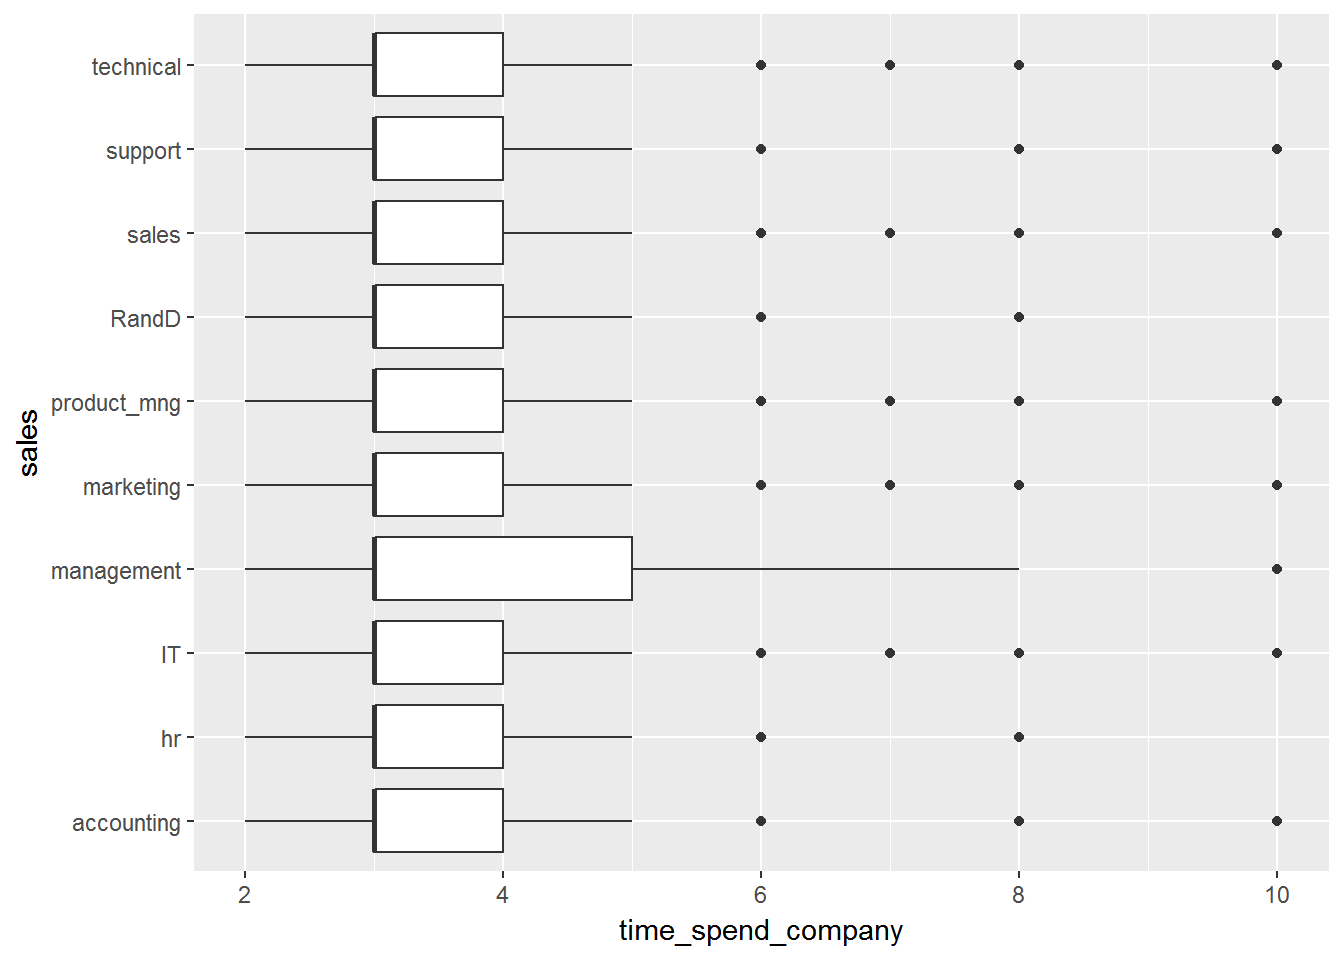 technical
support
sales
RandD
product_mng
marketing
management
IT
hr
accounting
sales
2 4 6 8 10
time_spend_company